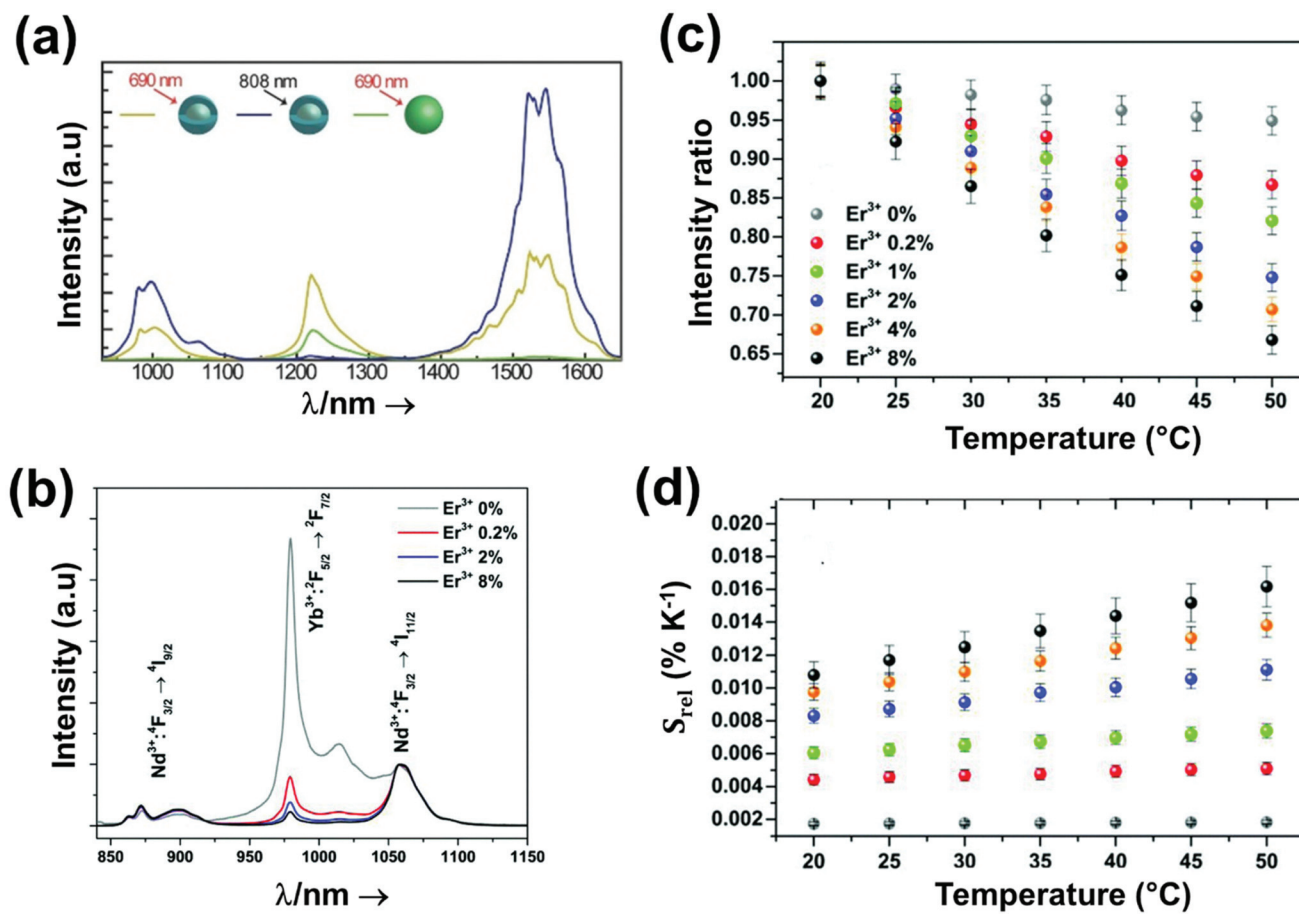 (a)
690 nm
808 nm
690 nm
Intensity (a.u)
1000
1100
1200
1300
1400
1500
1600
λ/nm →
(b)
Er³⁺ 0%
Er³⁺ 0.2%
Er³⁺ 2%
Er³⁺ 8%
Nd³⁺:⁴F₃/₂ → ⁴I₉/₂
Yb³⁺:²F₅/₂ → ²F₇/₂
Nd³⁺:⁴F₃/₂ → ⁴I₁₁/₂
Intensity (a.u)
850
900
950
1000
1050
1100
1150
λ/nm →
(c)
1.00
0.95
0.90
0.85
0.80
0.75
0.70
0.65
Intensity ratio
Er³⁺ 0%
Er³⁺ 0.2%
Er³⁺ 1%
Er³⁺ 2%
Er³⁺ 4%
Er³⁺ 8%
20
25
30
35
40
45
50
Temperature (°C)
(d)
0.020
0.018
0.016
0.014
0.012
0.010
0.008
0.006
0.004
0.002
Srel (% K⁻¹)
20
25
30
35
40
45
50
Temperature (°C)